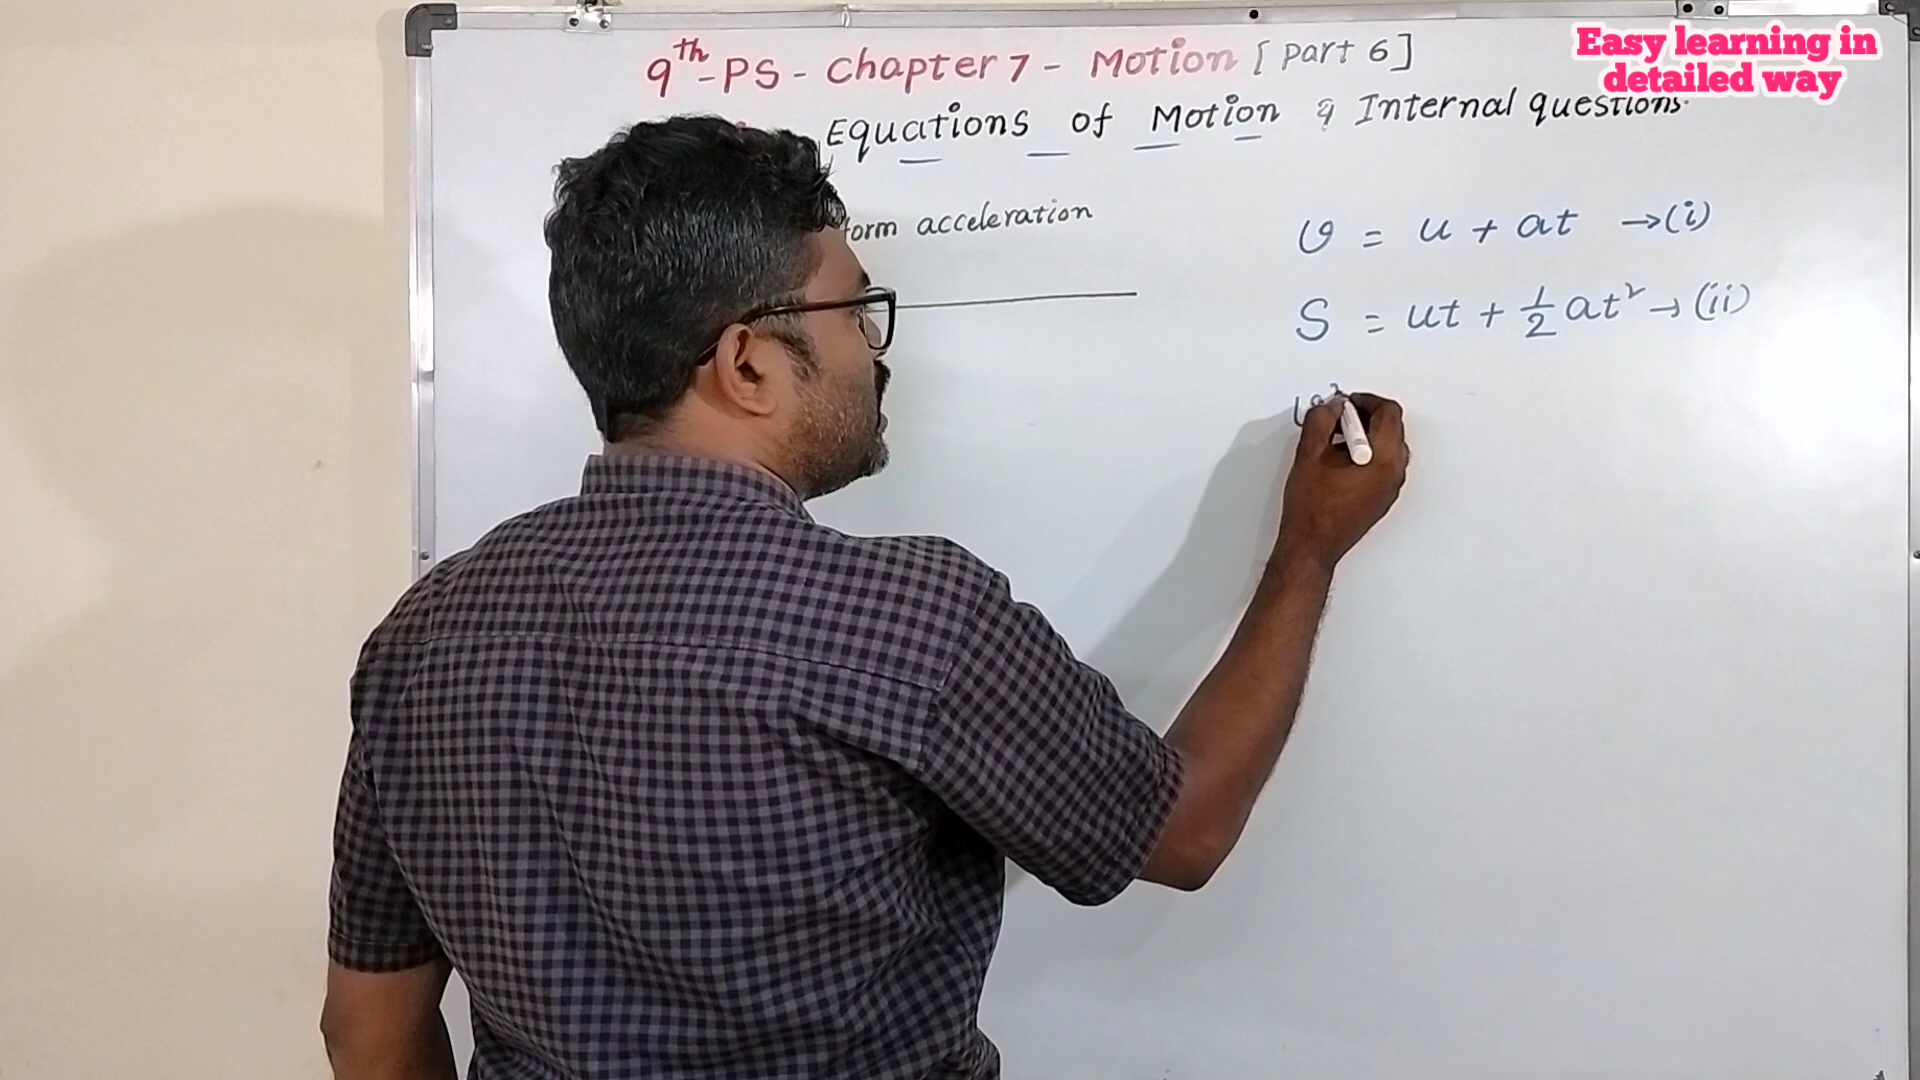 Easy learning in
detailed way
9th - PS - Chapter 7 - Motion [ Part 6 ]
Equations of Motion & Internal questions.
form acceleration
v = u + at → (i)
S = ut + 1/2 at² → (ii)
v²